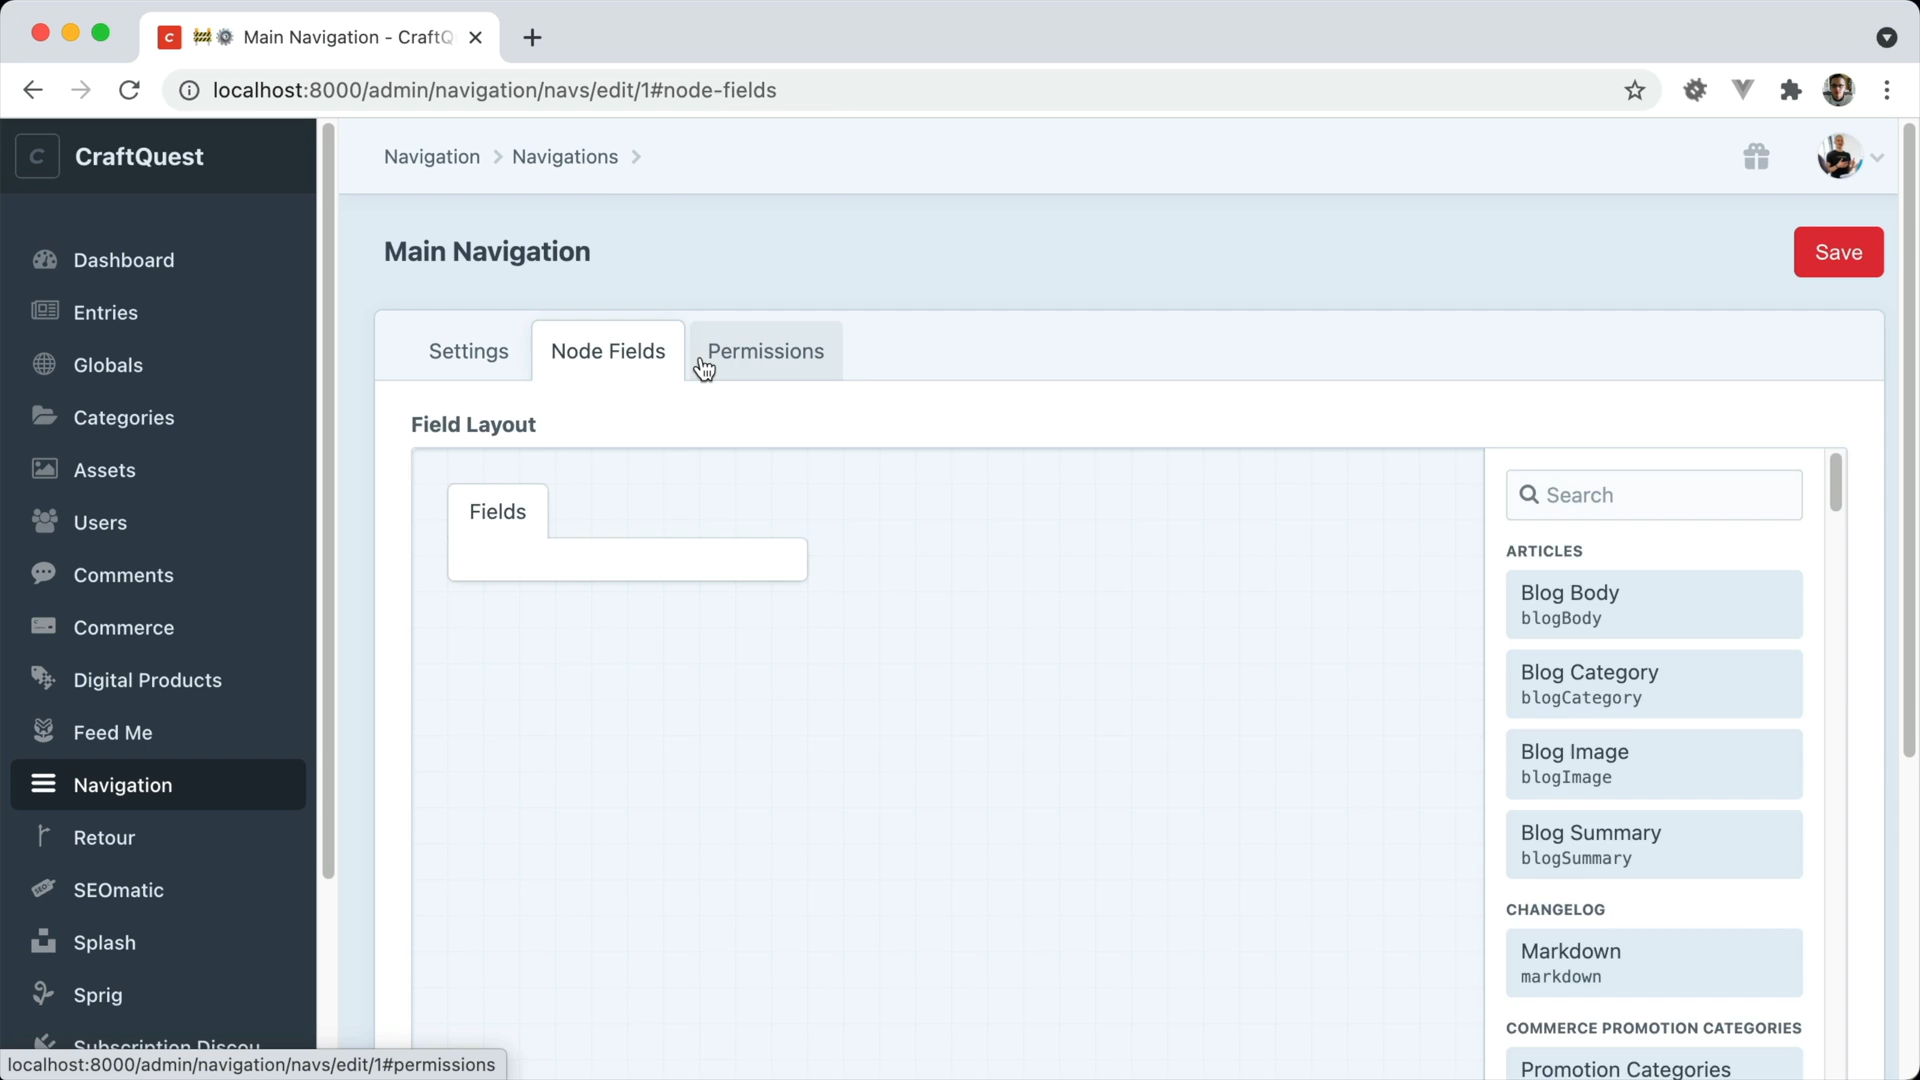 Main Navigation - CraftQ
localhost:8000/admin/navigation/navs/edit/1#node-fields
C CraftQuest
Navigation > Navigations >
Main Navigation
Save
Dashboard
Entries
Globals
Categories
Assets
Users
Comments
Commerce
Digital Products
Feed Me
Navigation
Retour
SEOmatic
Splash
Sprig
Subscription Discou
Settings
Node Fields
Permissions
Field Layout
Fields
Search
ARTICLES
Blog Body
blogBody
Blog Category
blogCategory
Blog Image
blogImage
Blog Summary
blogSummary
CHANGELOG
Markdown
markdown
COMMERCE PROMOTION CATEGORIES
Promotion Categories
localhost:8000/admin/navigation/navs/edit/1#permissions